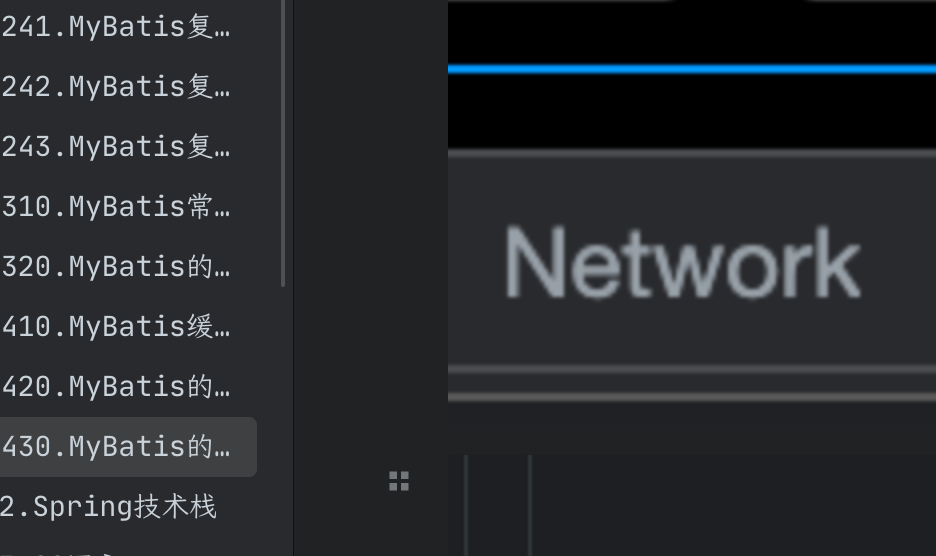 241.MyBatis复…
242.MyBatis复…
243.MyBatis复…
310.MyBatis常…
320.MyBatis的…
410.MyBatis缓…
420.MyBatis的…
430.MyBatis的…
2.Spring技术栈
Network